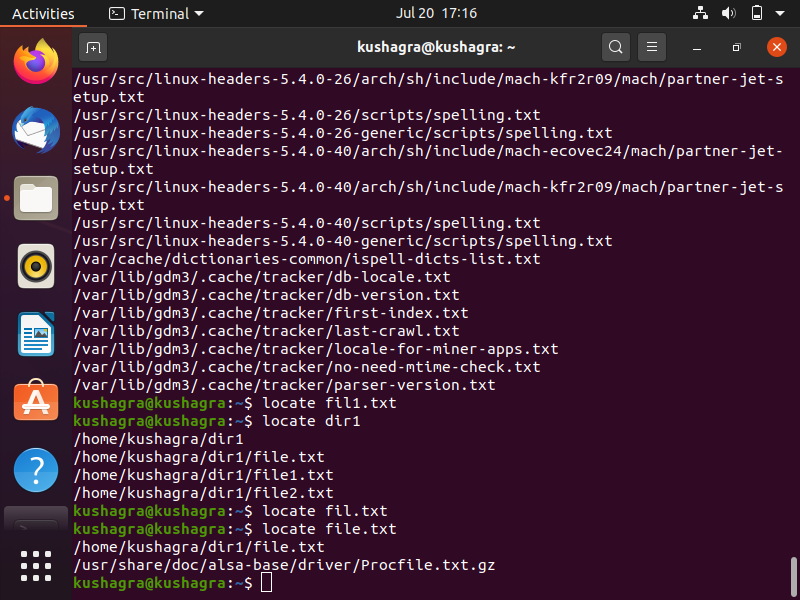 Activities Terminal Jul 20 17:16
kushagra@kushagra: ~
/usr/src/linux-headers-5.4.0-26/arch/sh/include/mach-kfr2r09/mach/partner-jet-s
etup.txt
/usr/src/linux-headers-5.4.0-26/scripts/spelling.txt
/usr/src/linux-headers-5.4.0-26-generic/scripts/spelling.txt
/usr/src/linux-headers-5.4.0-40/arch/sh/include/mach-ecovec24/mach/partner-jet-
setup.txt
/usr/src/linux-headers-5.4.0-40/arch/sh/include/mach-kfr2r09/mach/partner-jet-s
etup.txt
/usr/src/linux-headers-5.4.0-40/scripts/spelling.txt
/usr/src/linux-headers-5.4.0-40-generic/scripts/spelling.txt
/var/cache/dictionaries-common/ispell-dicts-list.txt
/var/lib/gdm3/.cache/tracker/db-locale.txt
/var/lib/gdm3/.cache/tracker/db-version.txt
/var/lib/gdm3/.cache/tracker/first-index.txt
/var/lib/gdm3/.cache/tracker/last-crawl.txt
/var/lib/gdm3/.cache/tracker/locale-for-miner-apps.txt
/var/lib/gdm3/.cache/tracker/no-need-mtime-check.txt
/var/lib/gdm3/.cache/tracker/parser-version.txt
kushagra@kushagra:~$ locate fil1.txt
kushagra@kushagra:~$ locate dir1
/home/kushagra/dir1
/home/kushagra/dir1/file.txt
/home/kushagra/dir1/file1.txt
/home/kushagra/dir1/file2.txt
kushagra@kushagra:~$ locate fil.txt
kushagra@kushagra:~$ locate file.txt
/home/kushagra/dir1/file.txt
/usr/share/doc/alsa-base/driver/Procfile.txt.gz
kushagra@kushagra:~$